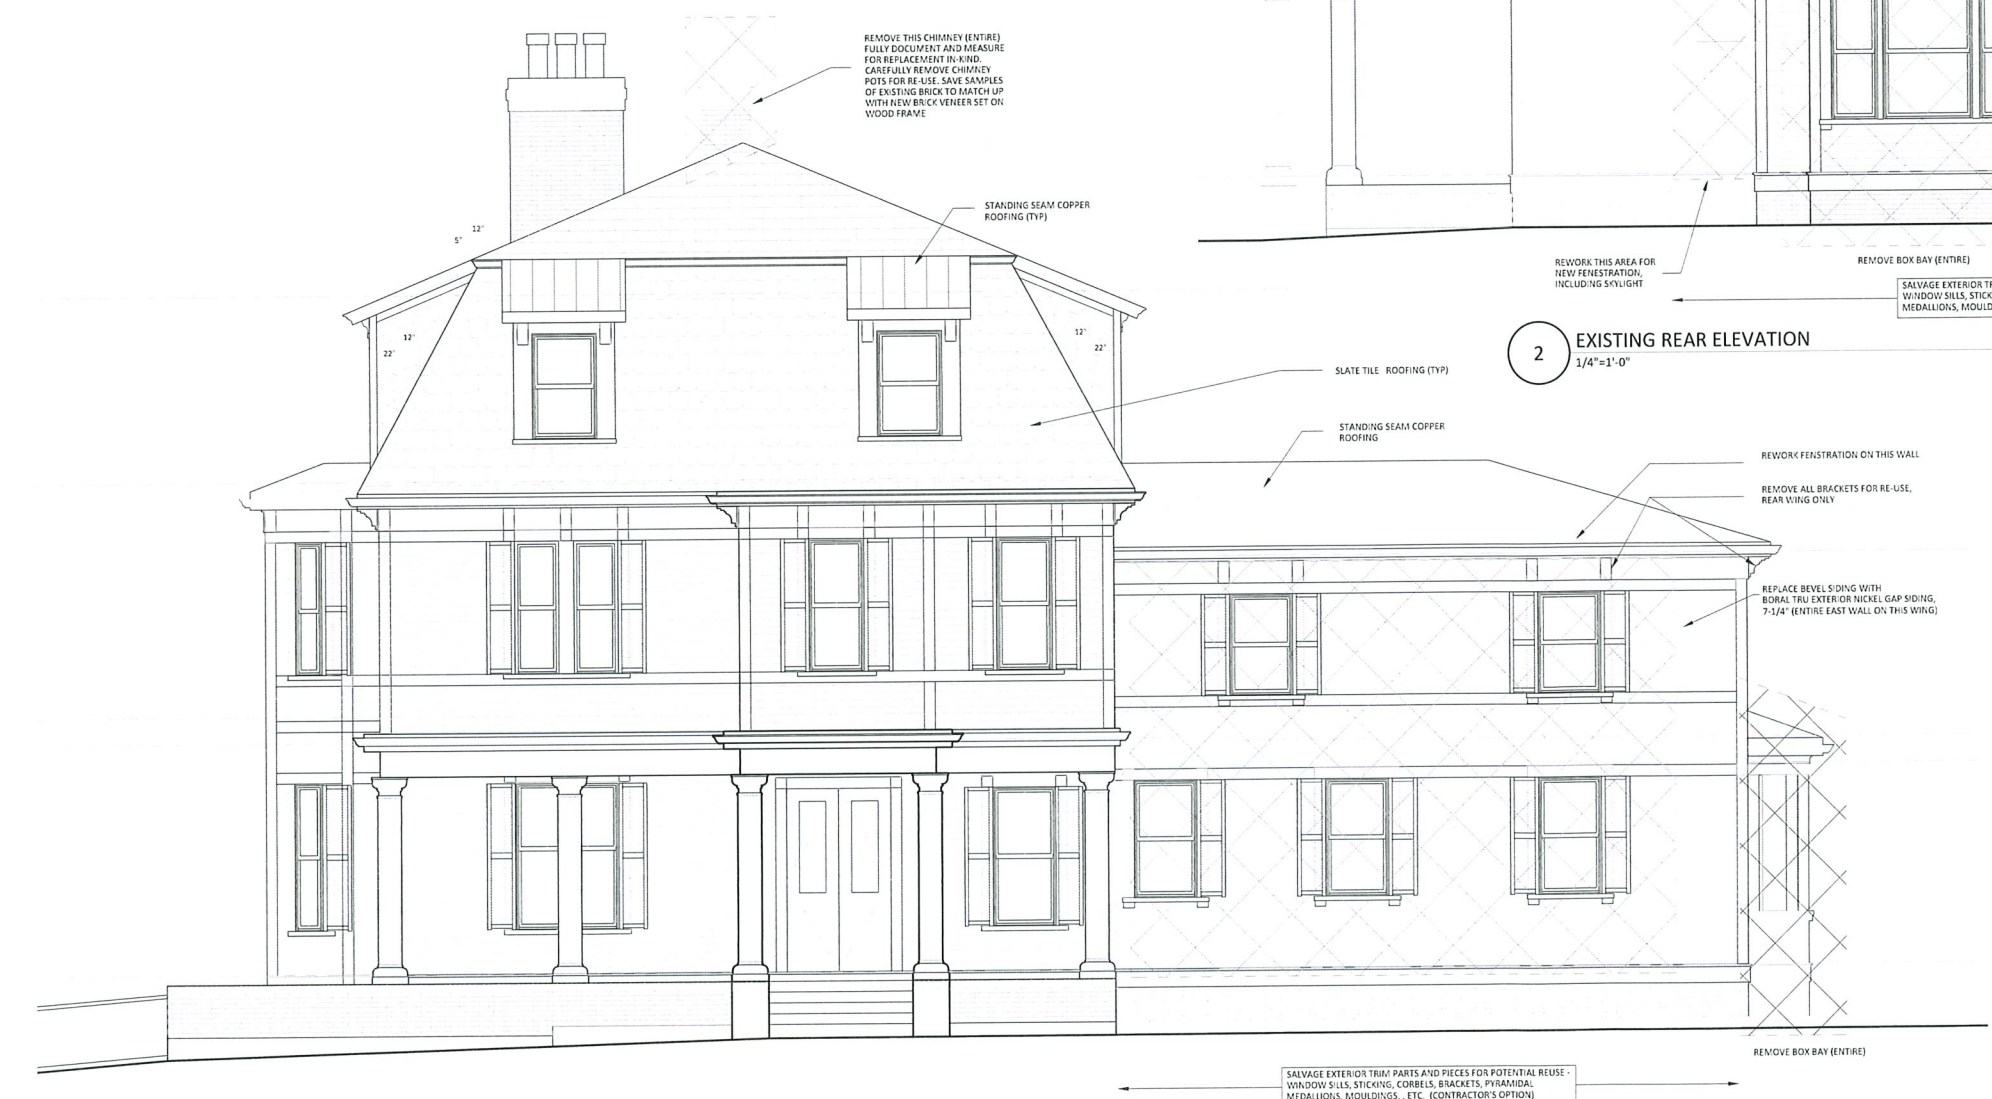 REMOVE THIS CHIMNEY (ENTIRE)
FULLY DOCUMENT AND MEASURE
FOR REPLACEMENT IN-KIND.
CAREFULLY REMOVE CHIMNEY
POTS FOR RE-USE. SAVE SAMPLES
OF EXISTING BRICK TO MATCH UP
WITH NEW BRICK VENEER SET ON
WOOD FRAME
STANDING SEAM COPPER
ROOFING (TYP)
12"
5"
12"
22"
12"
22"
REWORK THIS AREA FOR
NEW FENESTRATION,
INCLUDING SKYLIGHT
REMOVE BOX BAY (ENTIRE)
SALVAGE EXTERIOR
WINDOW SILLS,
MEDALLIONS,
2
EXISTING REAR ELEVATION
1/4"=1'-0"
SLATE TILE ROOFING (TYP)
STANDING SEAM COPPER
ROOFING
REWORK FENSTRATION ON THIS WALL
REMOVE ALL BRACKETS FOR RE-USE,
REAR WING ONLY
REPLACE BEVEL SIDING WITH
BORAL TRU EXTERIOR NICKEL GAP SIDING,
7-1/4" (ENTIRE EAST WALL ON THIS WING)
REMOVE BOX BAY (ENTIRE)
SALVAGE EXTERIOR TRIM PARTS AND PIECES FOR POTENTIAL REUSE -
WINDOW SILLS, STICKING, CORBELS, BRACKETS, PYRAMIDAL
MEDALLIONS, MOULDINGS, , ETC. (CONTRACTOR'S OPTION)